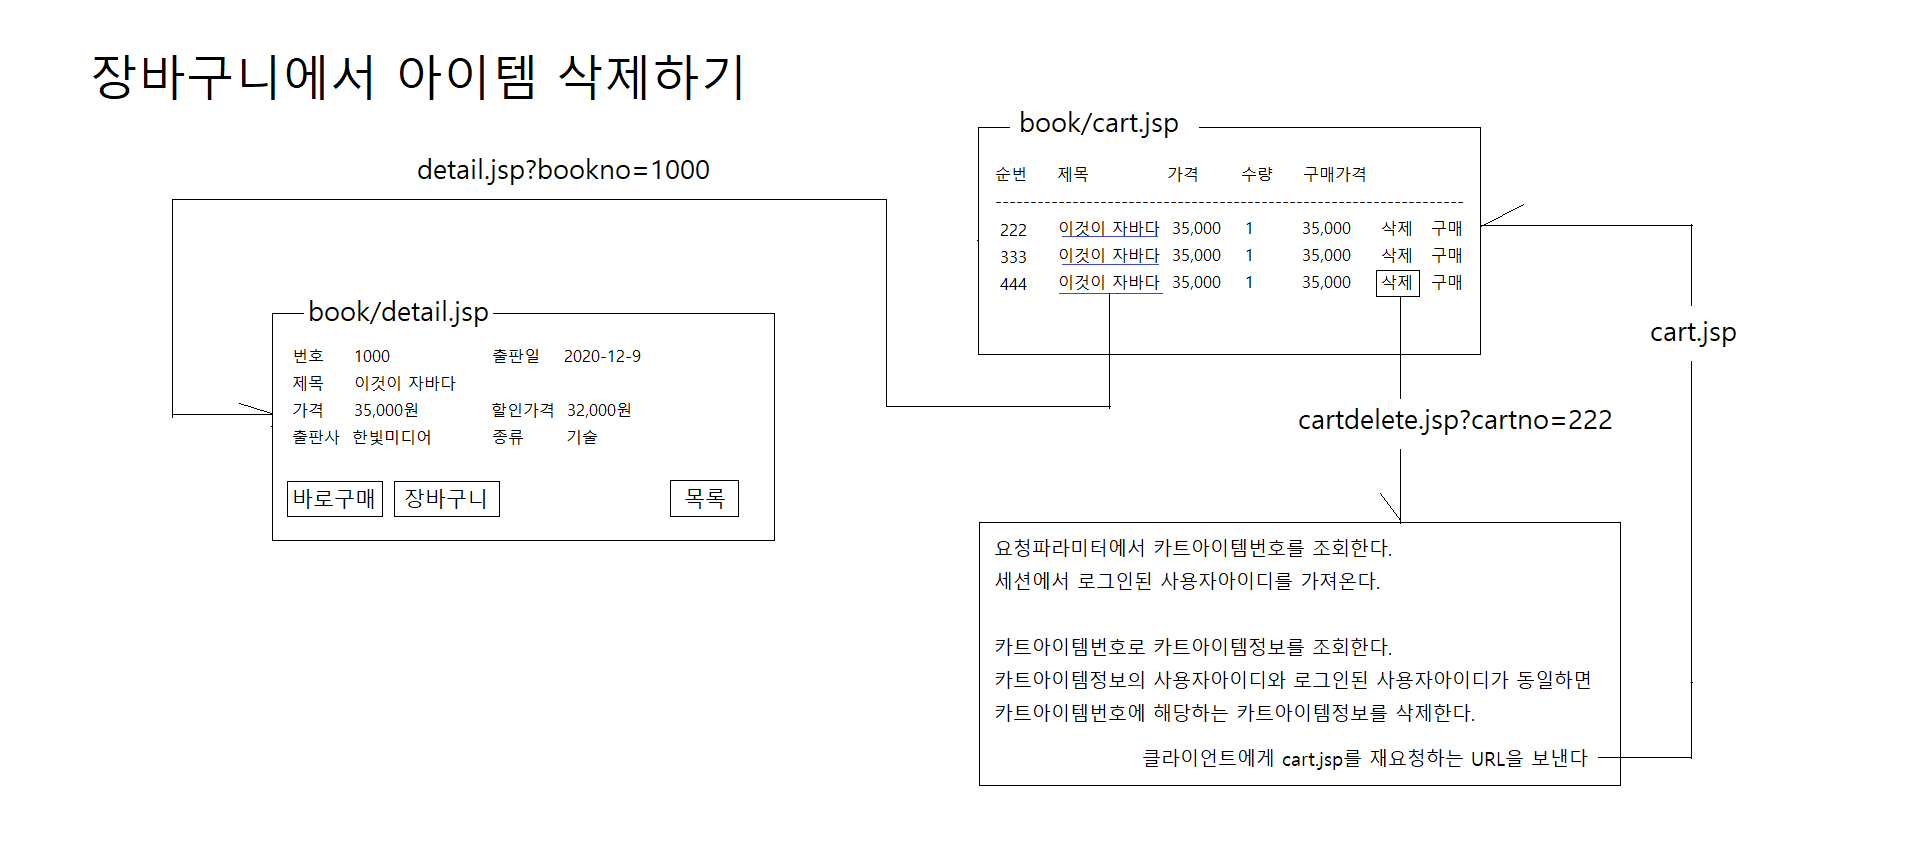 장바구니에서 아이템 삭제하기
detail.jsp?bookno=1000
book/detail.jsp
번호 1000 출판일 2020-12-9
제목 이것이 자바다
가격 35,000원 할인가격 32,000원
출판사 한빛미디어 종류 기술
바로구매 장바구니 목록
book/cart.jsp
순번 제목 가격 수량 구매가격
--------------------------------------------------------------------
222 이것이 자바다 35,000 1 35,000 삭제 구매
333 이것이 자바다 35,000 1 35,000 삭제 구매
444 이것이 자바다 35,000 1 35,000 삭제 구매
cart.jsp
cartdelete.jsp?cartno=222
요청파라미터에서 카트아이템번호를 조회한다.
세션에서 로그인된 사용자아이디를 가져온다.
카트아이템번호로 카트아이템정보를 조회한다.
카트아이템정보의 사용자아이디와 로그인된 사용자아이디가 동일하면
카트아이템번호에 해당하는 카트아이템정보를 삭제한다.
클라이언트에게 cart.jsp를 재요청하는 URL을 보낸다